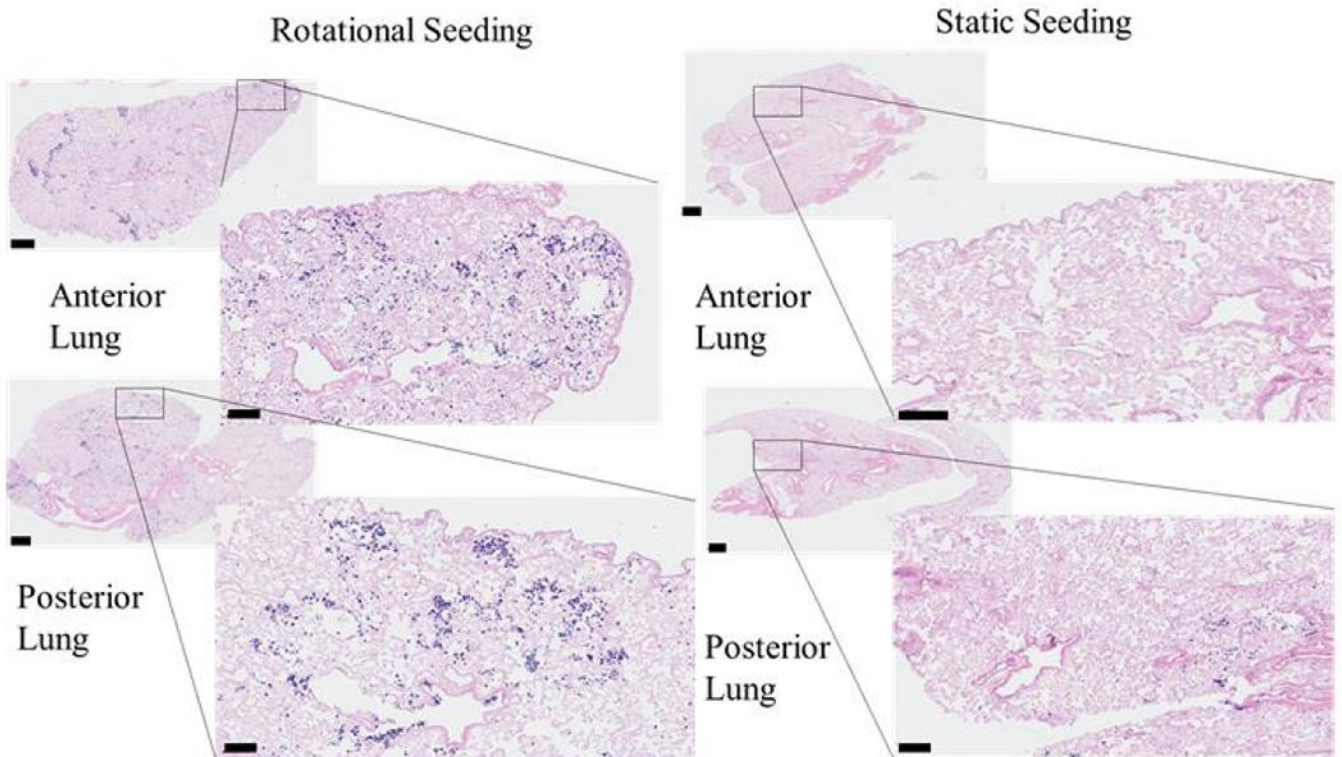 Rotational Seeding
Static Seeding
Anterior
Lung
Anterior
Lung
Posterior
Lung
Posterior
Lung